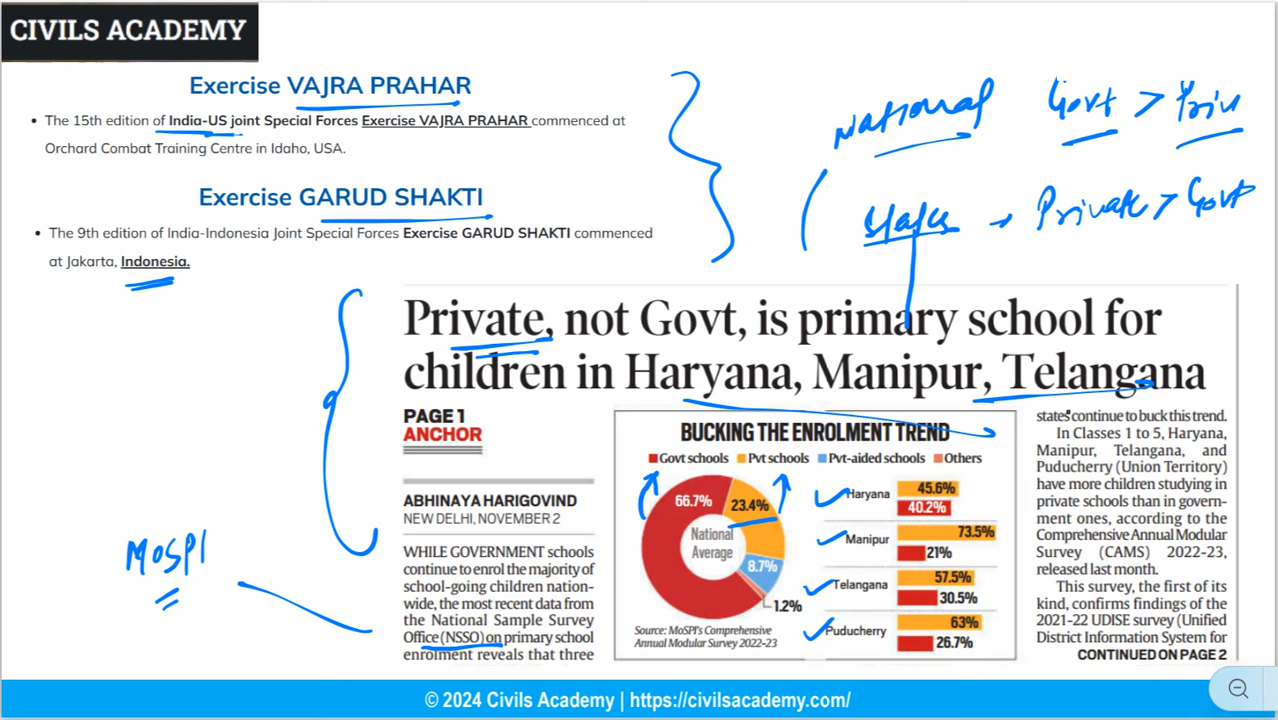 CIVILS ACADEMY
Exercise VAJRA PRAHAR
• The 15th edition of India-US joint Special Forces Exercise VAJRA PRAHAR commenced at
Orchard Combat Training Centre in Idaho, USA.
Exercise GARUD SHAKTI
• The 9th edition of India-Indonesia Joint Special Forces Exercise GARUD SHAKTI commenced
at Jakarta, Indonesia.
National Govt > Priv
States → Private > Govt
Private, not Govt, is primary school for
children in Haryana, Manipur, Telangana
PAGE 1
ANCHOR
ABHINAYA HARIGOVIND
NEW DELHI, NOVEMBER 2
WHILE GOVERNMENT schools
continue to enrol the majority of
school-going children nation-
wide, the most recent data from
the National Sample Survey
Office (NSSO) on primary school
enrolment reveals that three
MoSPI
BUCKING THE ENROLMENT TREND
Govt schools Pvt schools Pvt-aided schools Others
66.7%
23.4%
National
Average
8.7%
1.2%
Haryana
45.6%
40.2%
Manipur
73.5%
21%
Telangana
57.5%
30.5%
Puducherry
63%
26.7%
Source: MoSPI's Comprehensive
Annual Modular Survey 2022-23
states continue to buck this trend.
In Classes 1 to 5, Haryana,
Manipur, Telangana, and
Puducherry (Union Territory)
have more children studying in
private schools than in govern-
ment ones, according to the
Comprehensive Annual Modular
Survey (CAMS) 2022-23,
released last month.
This survey, the first of its
kind, confirms findings of the
2021-22 UDISE survey (Unified
District Information System for
CONTINUED ON PAGE 2
© 2024 Civils Academy | https://civilsacademy.com/